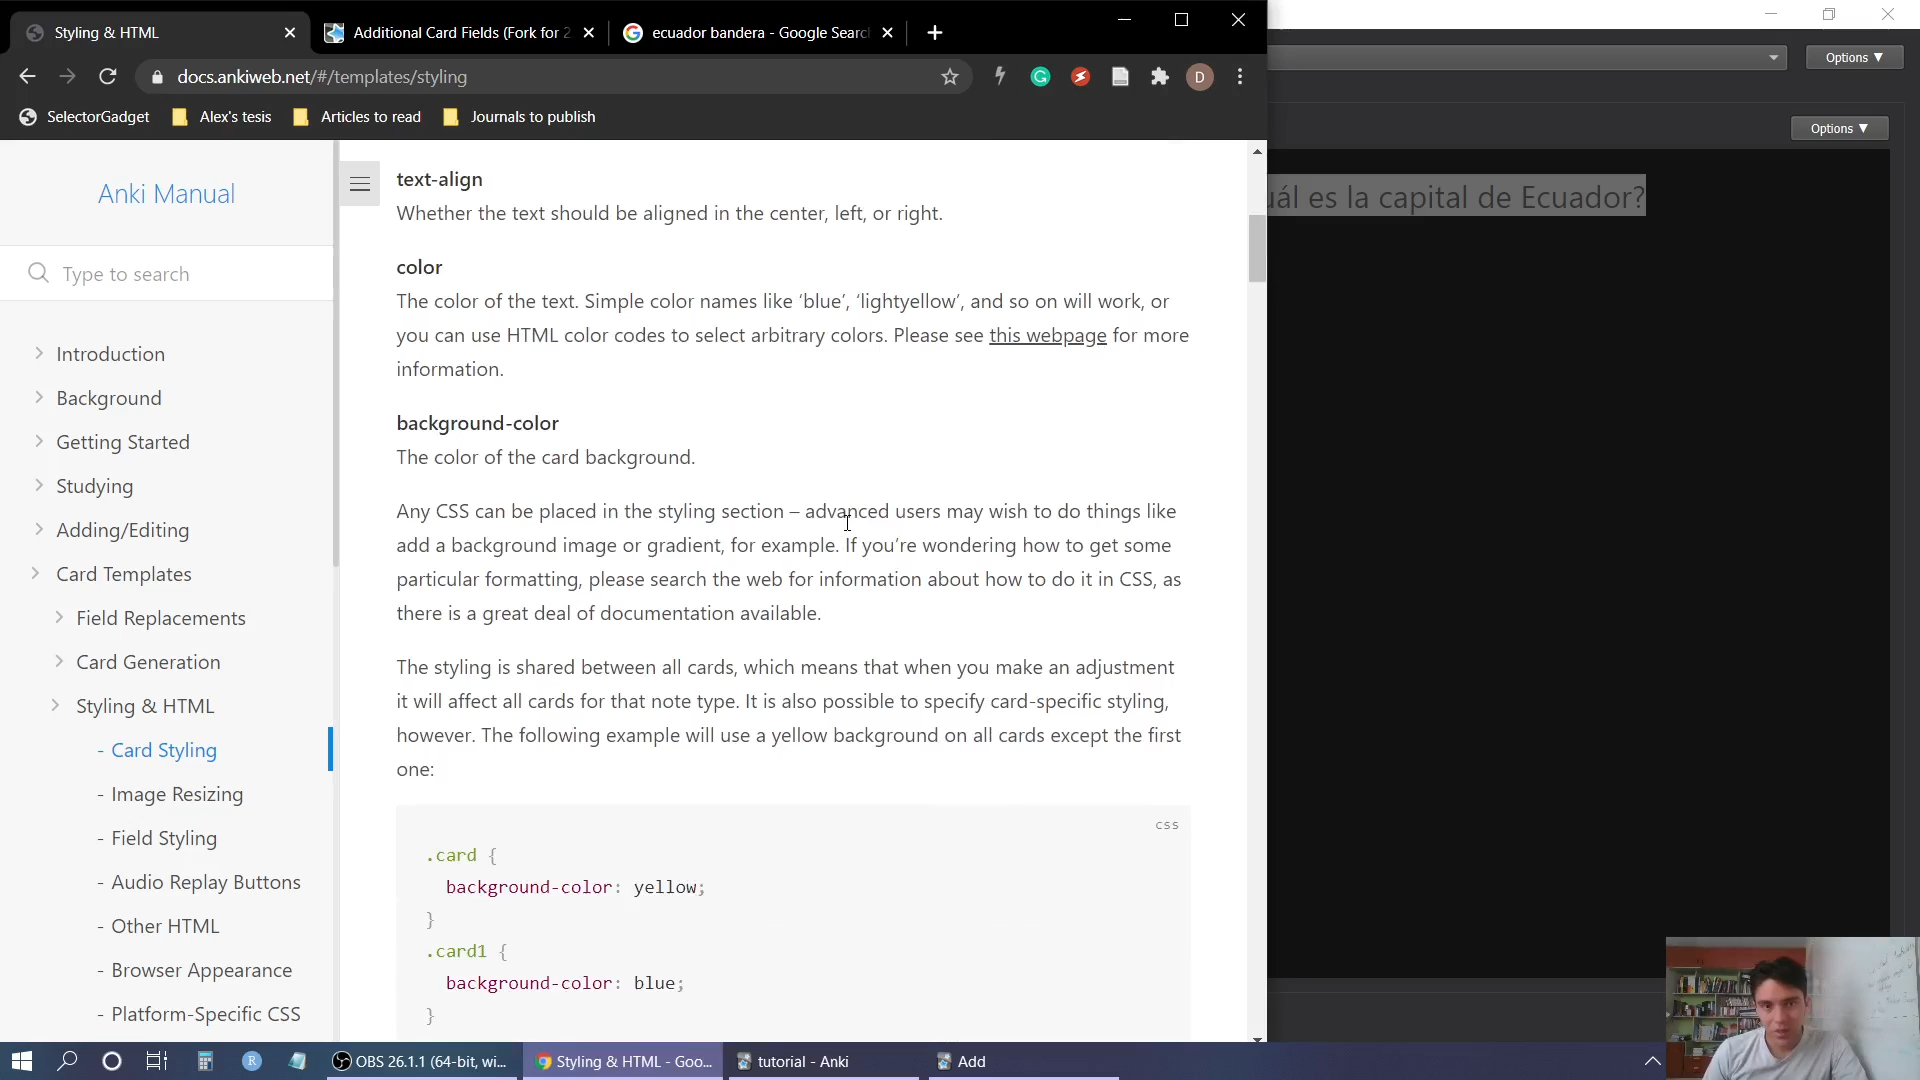 Styling & HTML
Additional Card Fields (Fork for 2
ecuador bandera - Google Search
docs.ankiweb.net/#/templates/styling
D
SelectorGadget
Alex's tesis
Articles to read
Journals to publish
Options ▼
Options ▼
uál es la capital de Ecuador?
Anki Manual
Type to search
Introduction
Background
Getting Started
Studying
Adding/Editing
Card Templates
Field Replacements
Card Generation
Styling & HTML
- Card Styling
- Image Resizing
- Field Styling
- Audio Replay Buttons
- Other HTML
- Browser Appearance
- Platform-Specific CSS
text-align
Whether the text should be aligned in the center, left, or right.
color
The color of the text. Simple color names like ‘blue’, ‘lightyellow’, and so on will work, or
you can use HTML color codes to select arbitrary colors. Please see this webpage for more
information.
background-color
The color of the card background.
Any CSS can be placed in the styling section – advanced users may wish to do things like
add a background image or gradient, for example. If you’re wondering how to get some
particular formatting, please search the web for information about how to do it in CSS, as
there is a great deal of documentation available.
The styling is shared between all cards, which means that when you make an adjustment
it will affect all cards for that note type. It is also possible to specify card-specific styling,
however. The following example will use a yellow background on all cards except the first
one:
css
.card {
background-color: yellow;
}
.card1 {
background-color: blue;
}
OBS 26.1.1 (64-bit, wi...
Styling & HTML - Goo...
tutorial - Anki
Add